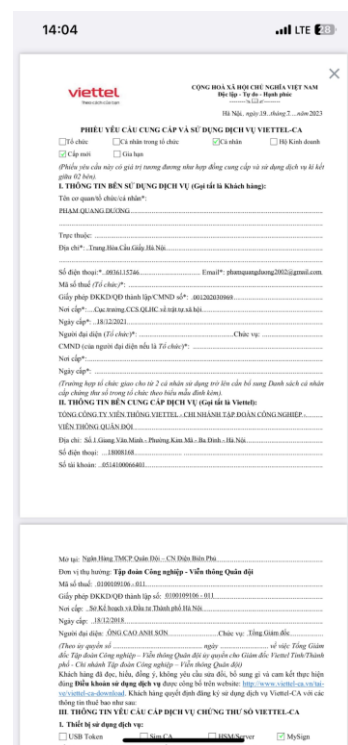 14:04
LTE 28
viettel
CỘNG HOÀ XÃ HỘI CHỦ NGHĨA VIỆT NAM
Độc lập - Tự do - Hạnh phúc
Hà Nội, ngày 19..tháng 7....năm 2023
PHIẾU YÊU CẦU CUNG CẤP VÀ SỬ DỤNG DỊCH VỤ VIETTEL-CA
Tổ chức Cá nhân trong tổ chức Cá nhân Hộ Kinh doanh
Cấp mới Gia hạn
(Phiếu yêu cầu này có giá trị tương đương như hợp đồng cung cấp và sử dụng dịch vụ kí kết
giữa 02 bên).
I. THÔNG TIN BÊN SỬ DỤNG DỊCH VỤ (Gọi tắt là Khách hàng):
Tên cơ quan/tổ chức/cá nhân*:
PHẠM QUANG DƯƠNG
Trực thuộc:
Địa chỉ*: Trung Hòa Cầu Giấy Hà Nội
Số điện thoại:* 0936115746 Email*: phamquangduong2002@gmail.com
Mã số thuế (Tổ chức)*:
Giấy phép ĐKKD/QĐ thành lập/CMND số*: 001202030969
Nơi cấp*: Cục trưởng CCS QLHC về trật tự xã hội
Ngày cấp*: 18/12/2021
Người đại diện (Tổ chức)*: Chức vụ:
CMND (của người đại diện nếu là Tổ chức)*:
Nơi cấp*:
Ngày cấp*:
(Trường hợp tổ chức giao cho từ 2 cá nhân sử dụng trở lên cần bổ sung Danh sách cá nhân
cấp chứng thư số trong tổ chức theo biểu mẫu đính kèm).
II. THÔNG TIN BÊN CUNG CẤP DỊCH VỤ (Gọi tắt là Viettel):
TỔNG CÔNG TY VIỄN THÔNG VIETTEL - CHI NHÁNH TẬP ĐOÀN CÔNG NGHIỆP -
VIỄN THÔNG QUÂN ĐỘI
Địa chỉ: Số 1 Giang Văn Minh - Phường Kim Mã - Ba Đình - Hà Nội
Số điện thoại: 18008168
Số tài khoản: 0514100066401
Mở tại: Ngân Hàng TMCP Quân Đội - CN Điện Biên Phủ
Đơn vị thụ hưởng: Tập đoàn Công nghiệp - Viễn thông Quân đội
Mã số thuế: 0100109106 - 011
Giấy phép ĐKKD/QĐ thành lập số: 0100109106 - 011
Nơi cấp: Sở Kế hoạch và Đầu tư Thành phố Hà Nội
Ngày cấp: 18/12/2018
Người đại diện: ÔNG CAO ANH SƠN Chức vụ: Tổng Giám đốc
(Theo ủy quyền số ngày về việc Tổng Giám
đốc Tập đoàn Công nghiệp – Viễn thông Quân đội ủy quyền cho Giám đốc Viettel Tỉnh/Thành
phố - Chi nhánh Tập đoàn Công nghiệp – Viễn thông Quân đội)
Khách hàng đã đọc, hiểu, đồng ý, không yêu cầu sửa đổi, bổ sung gì và cam kết thực hiện
đúng Điều khoản sử dụng dịch vụ được công bố trên website: http://www.viettel-ca.vn/tai-
ve/viettel-ca-download. Khách hàng quyết định đăng ký sử dụng dịch vụ Viettel-CA với các
thông tin thuê bao như sau:
III. THÔNG TIN YÊU CẦU CẤP DỊCH VỤ CHỨNG THƯ SỐ VIETTEL-CA
1. Thiết bị sử dụng dịch vụ:
USB Token Sim CA HSM/Server MySign